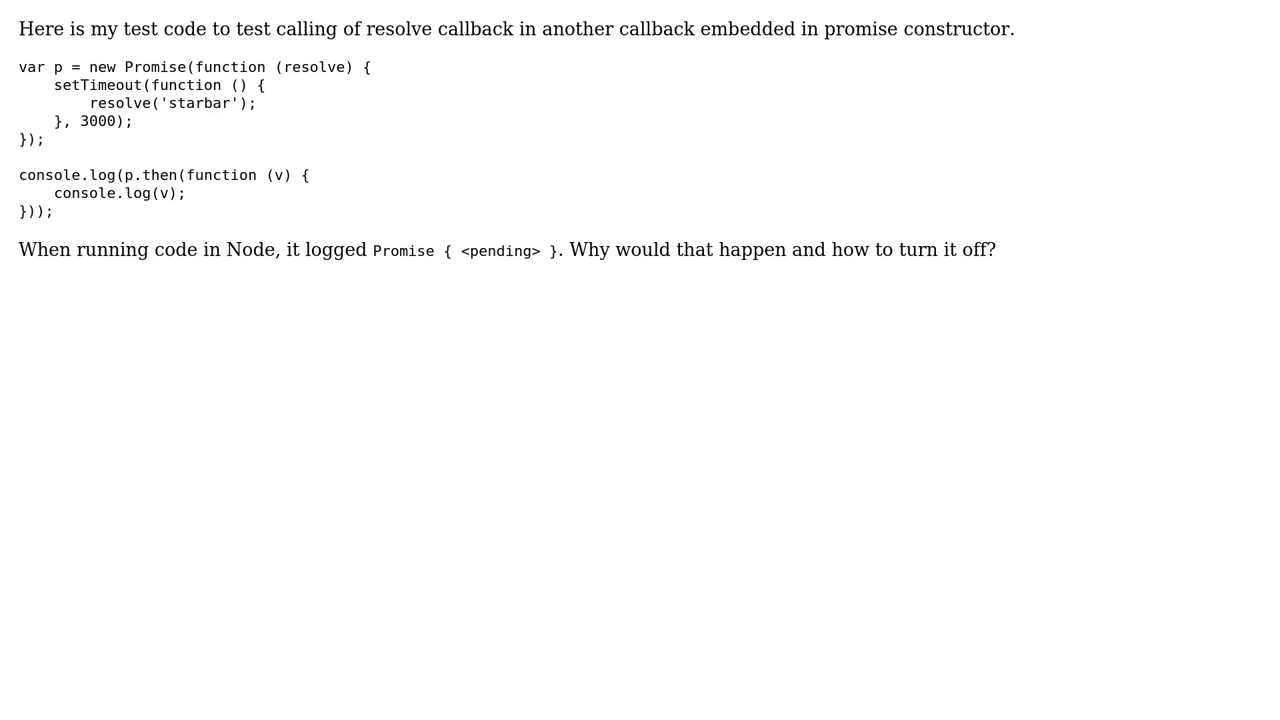 Here is my test code to test calling of resolve callback in another callback embedded in promise constructor.
var p = new Promise(function (resolve) {
    setTimeout(function () {
        resolve('starbar');
    }, 3000);
});

console.log(p.then(function (v) {
    console.log(v);
}));
When running code in Node, it logged Promise { <pending> }. Why would that happen and how to turn it off?